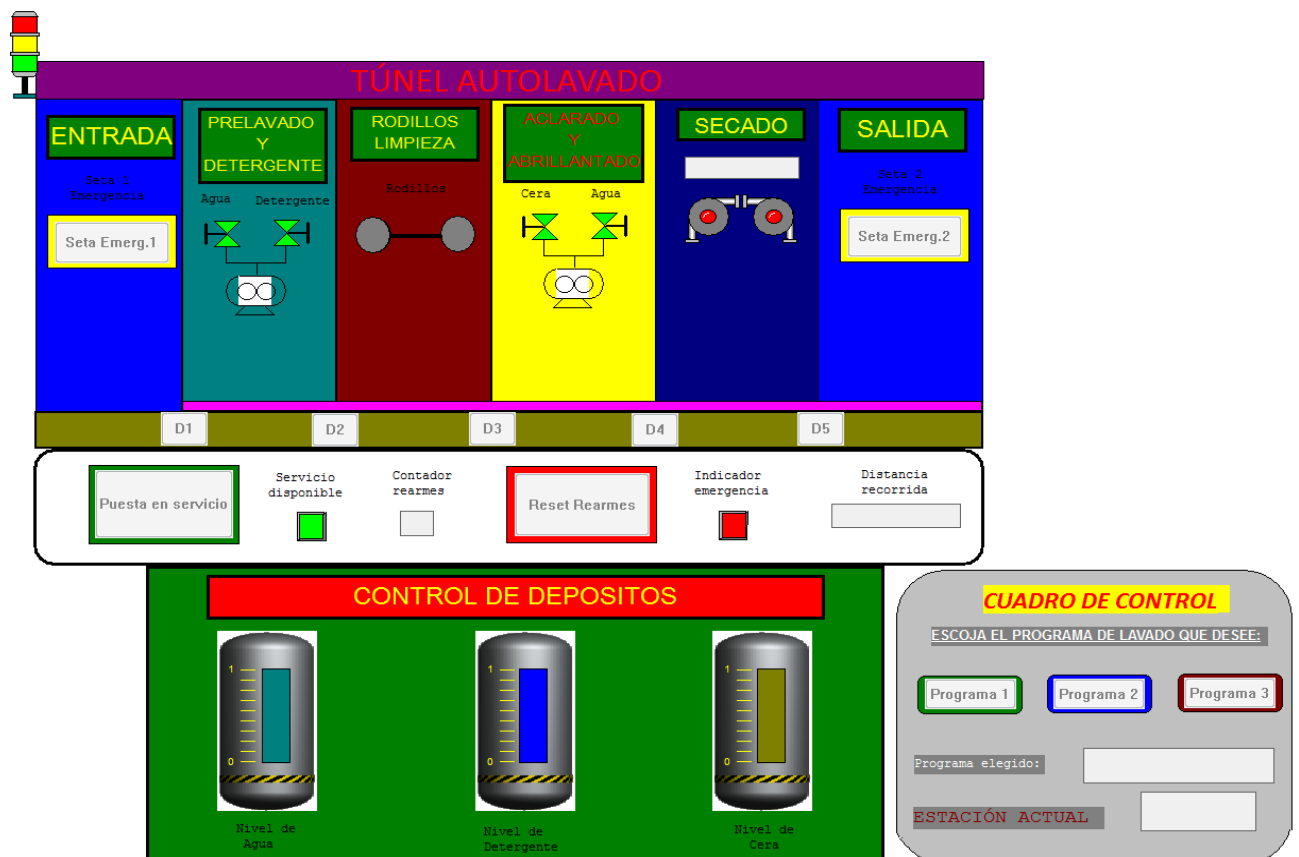 TÚNEL AUTOLAVADO
ENTRADA
Seta 1
Emergencia
Seta Emerg.1
PRELAVADO
Y
DETERGENTE
Agua Detergente
RODILLOS
LIMPIEZA
Rodillos
ACLARADO
Y
ABRILLANTADO
Cera Agua
SECADO
SALIDA
Seta 2
Emergencia
Seta Emerg.2
D1 D2 D3 D4 D5
Puesta en servicio
Servicio
disponible
Contador
rearmes
Reset Rearmes
Indicador
emergencia
Distancia
recorrida
CONTROL DE DEPOSITOS
1
0
Nivel de
Agua
1
0
Nivel de
Detergente
1
0
Nivel de
Cera
CUADRO DE CONTROL
ESCOJA EL PROGRAMA DE LAVADO QUE DESEE:
Programa 1 Programa 2 Programa 3
Programa elegido:
ESTACIÓN ACTUAL